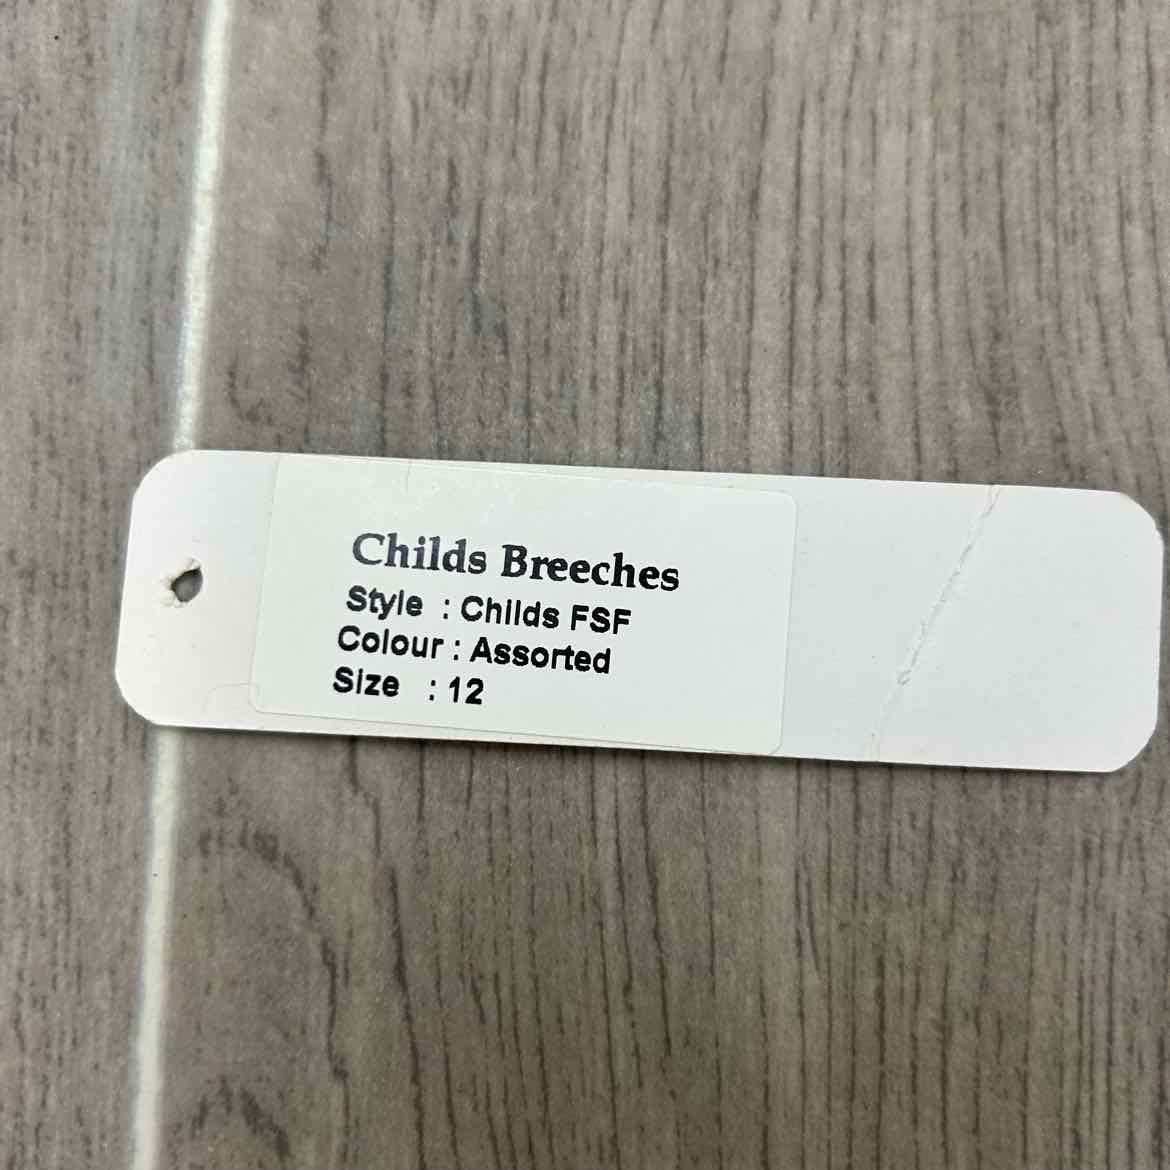 Childs Breeches
Style : Childs FSF
Colour : Assorted
Size : 12